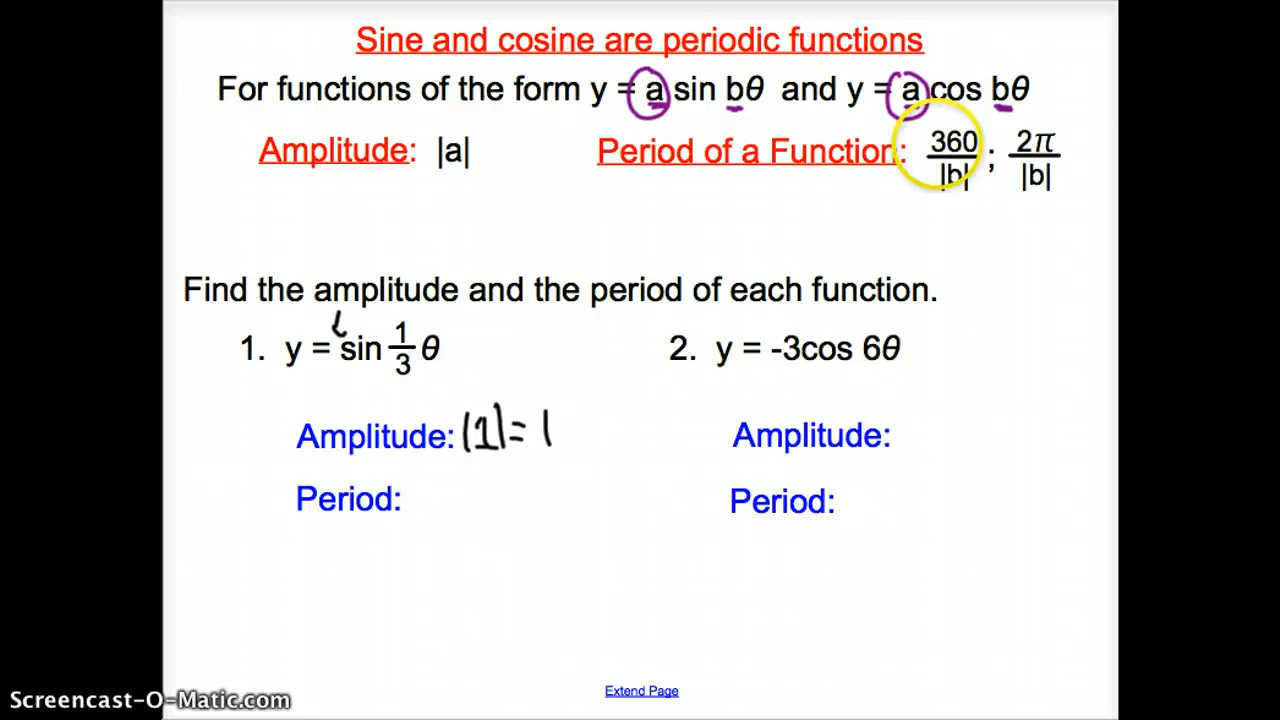 Sine and cosine are periodic functions
For functions of the form y = a sin bθ and y = a cos bθ
Amplitude: |a| Period of a Function: 360/|b| ; 2π/|b|
Find the amplitude and the period of each function.
1. y = sin 1/3 θ 2. y = -3cos 6θ
Amplitude: |1| = 1 Amplitude:
Period: Period:
Extend Page
Screencast-O-Matic.com